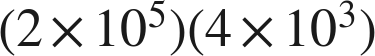 (2 × 10⁵)(4 × 10³)